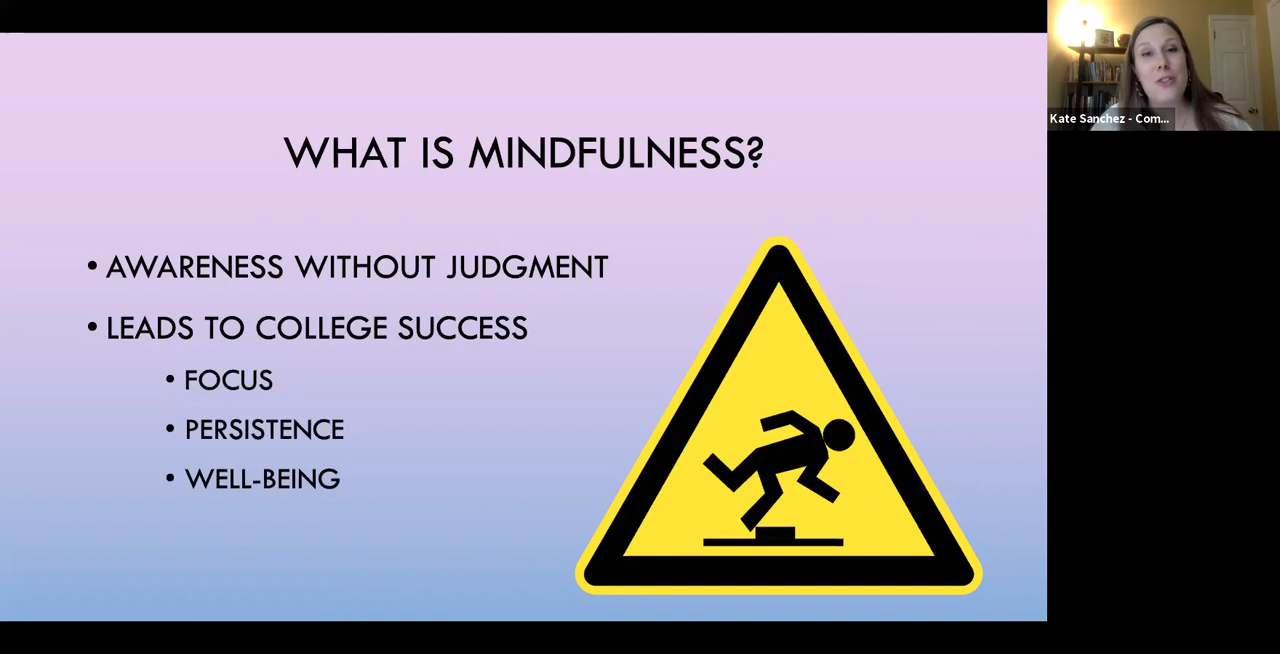 WHAT IS MINDFULNESS?
• AWARENESS WITHOUT JUDGMENT
• LEADS TO COLLEGE SUCCESS
• FOCUS
• PERSISTENCE
• WELL-BEING
Kate Sanchez - Com...